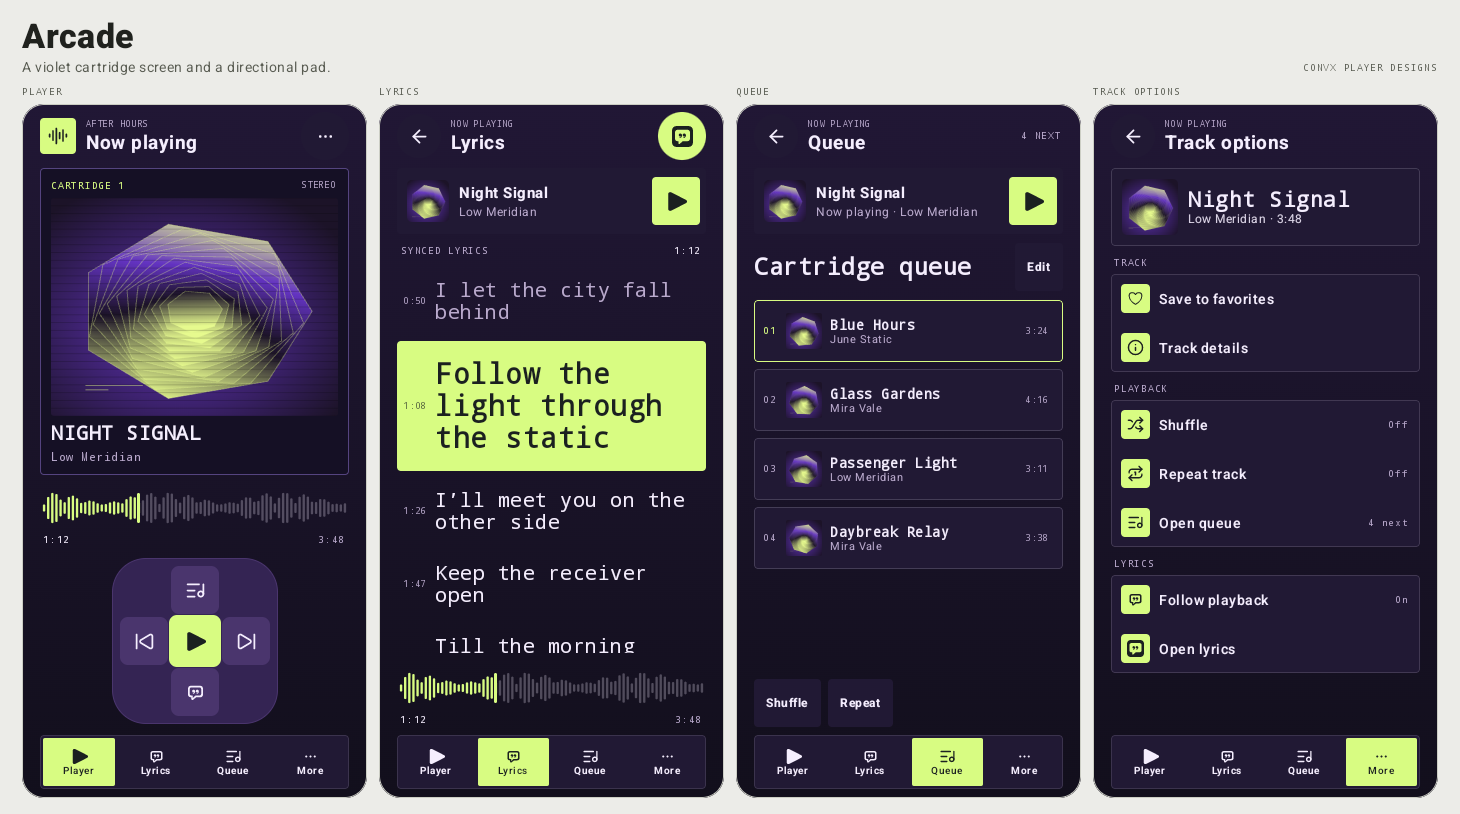 Arcade
A violet cartridge screen and a directional pad.
CONVX PLAYER DESIGNS
PLAYER
AFTER HOURS
Now playing
CARTRIDGE 1
STEREO
NIGHT SIGNAL
Low Meridian
1:12
3:48
Player
Lyrics
Queue
More
LYRICS
NOW PLAYING
Lyrics
Night Signal
Low Meridian
SYNCED LYRICS
1:12
0:50
I let the city fall
behind
1:08
Follow the
light through
the static
1:26
I'll meet you on the
other side
1:47
Keep the receiver
open
Till the morning
1:12
3:48
Player
Lyrics
Queue
More
QUEUE
NOW PLAYING
Queue
4 NEXT
Night Signal
Now playing · Low Meridian
Cartridge queue
Edit
01
Blue Hours
June Static
3:24
02
Glass Gardens
Mira Vale
4:16
03
Passenger Light
Low Meridian
3:11
04
Daybreak Relay
Mira Vale
3:38
Shuffle
Repeat
Player
Lyrics
Queue
More
TRACK OPTIONS
NOW PLAYING
Track options
Night Signal
Low Meridian · 3:48
TRACK
Save to favorites
Track details
PLAYBACK
Shuffle
Off
Repeat track
Off
Open queue
4 next
LYRICS
Follow playback
On
Open lyrics
Player
Lyrics
Queue
More